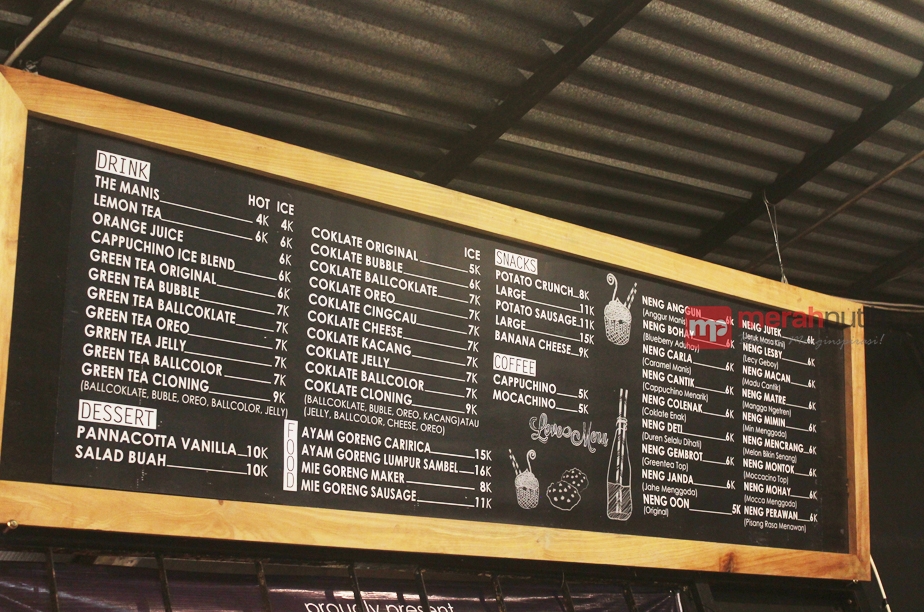 DRINK
HOT ICE
THE MANIS 4K 4K
LEMON TEA 6K 6K
ORANGE JUICE 6K
CAPPUCHINO ICE BLEND 6K
GREEN TEA ORIGINAL 6K
GREEN TEA BUBBLE 7K
GREEN TEA BALLCOKLATE 7K
GREEN TEA OREO 7K
GREEN TEA JELLY 7K
GREEN TEA BALLCOLOR 7K
GREEN TEA CLONING 9K
(BALLCOKLATE, BUBLE, OREO, BALLCOLOR, JELLY)
DESSERT
PANNACOTTA VANILLA 10K
SALAD BUAH 10K
ICE
COKLATE ORIGINAL 5K
COKLATE BUBBLE 7K
COKLATE BALLCOKLATE 7K
COKLATE OREO 7K
COKLATE CINGCAU 7K
COKLATE CHEESE 7K
COKLATE KACANG 7K
COKLATE JELLY 7K
COKLATE BALLCOLOR 7K
COKLATE CLONING 9K
(BALLCOKLATE, BUBLE, OREO, KACANG)ATAU
(JELLY, BALLCOLOR, CHEESE, OREO)
FOOD
AYAM GORENG CARIRICA 15K
AYAM GORENG LUMPUR SAMBEL 16K
MIE GORENG MAKER 8K
MIE GORENG SAUSAGE 11K
SNACKS
POTATO CRUNCH 8K
LARGE 11K
POTATO SAUSAGE 11K
LARGE 15K
BANANA CHEESE 9K
COFFEE
CAPPUCHINO 5K
MOCACHINO 5K
NENG ANGGUN 6K
(Anggur Manis)
NENG BOHAY
(Blueberry Aduhay)
NENG CARLA 6K
(Caramel Manis)
NENG CANTIK 6K
(Cappuchino Menarik)
NENG COLENAK 6K
(Coklate Enak)
NENG DETI 6K
(Duren Selalu Dihati)
NENG GEMBROT 6K
(Greentea Top)
NENG JANDA 6K
(Jahe Menggoda)
NENG OON 5K
(Original)
NENG JUTEK
(Jeruk Masa Kini)
NENG LESBY
(Lecy Geboy)
NENG MACAN 6K
(Madu Cantik)
NENG MATRE 6K
(Mangga Ngetren)
NENG MIMIN 6K
(Min Menggoda)
NENG MENRANG 6K
(Melon Bikin Senang)
NENG MONTOK 6K
(Moccacino Top)
NENG MOHAY 6K
(Mocca Menggoda)
NENG PERAWAN 6K
(Pisang Rasa Menawan)
mp merahputih
Menginspirasi!
proudly present